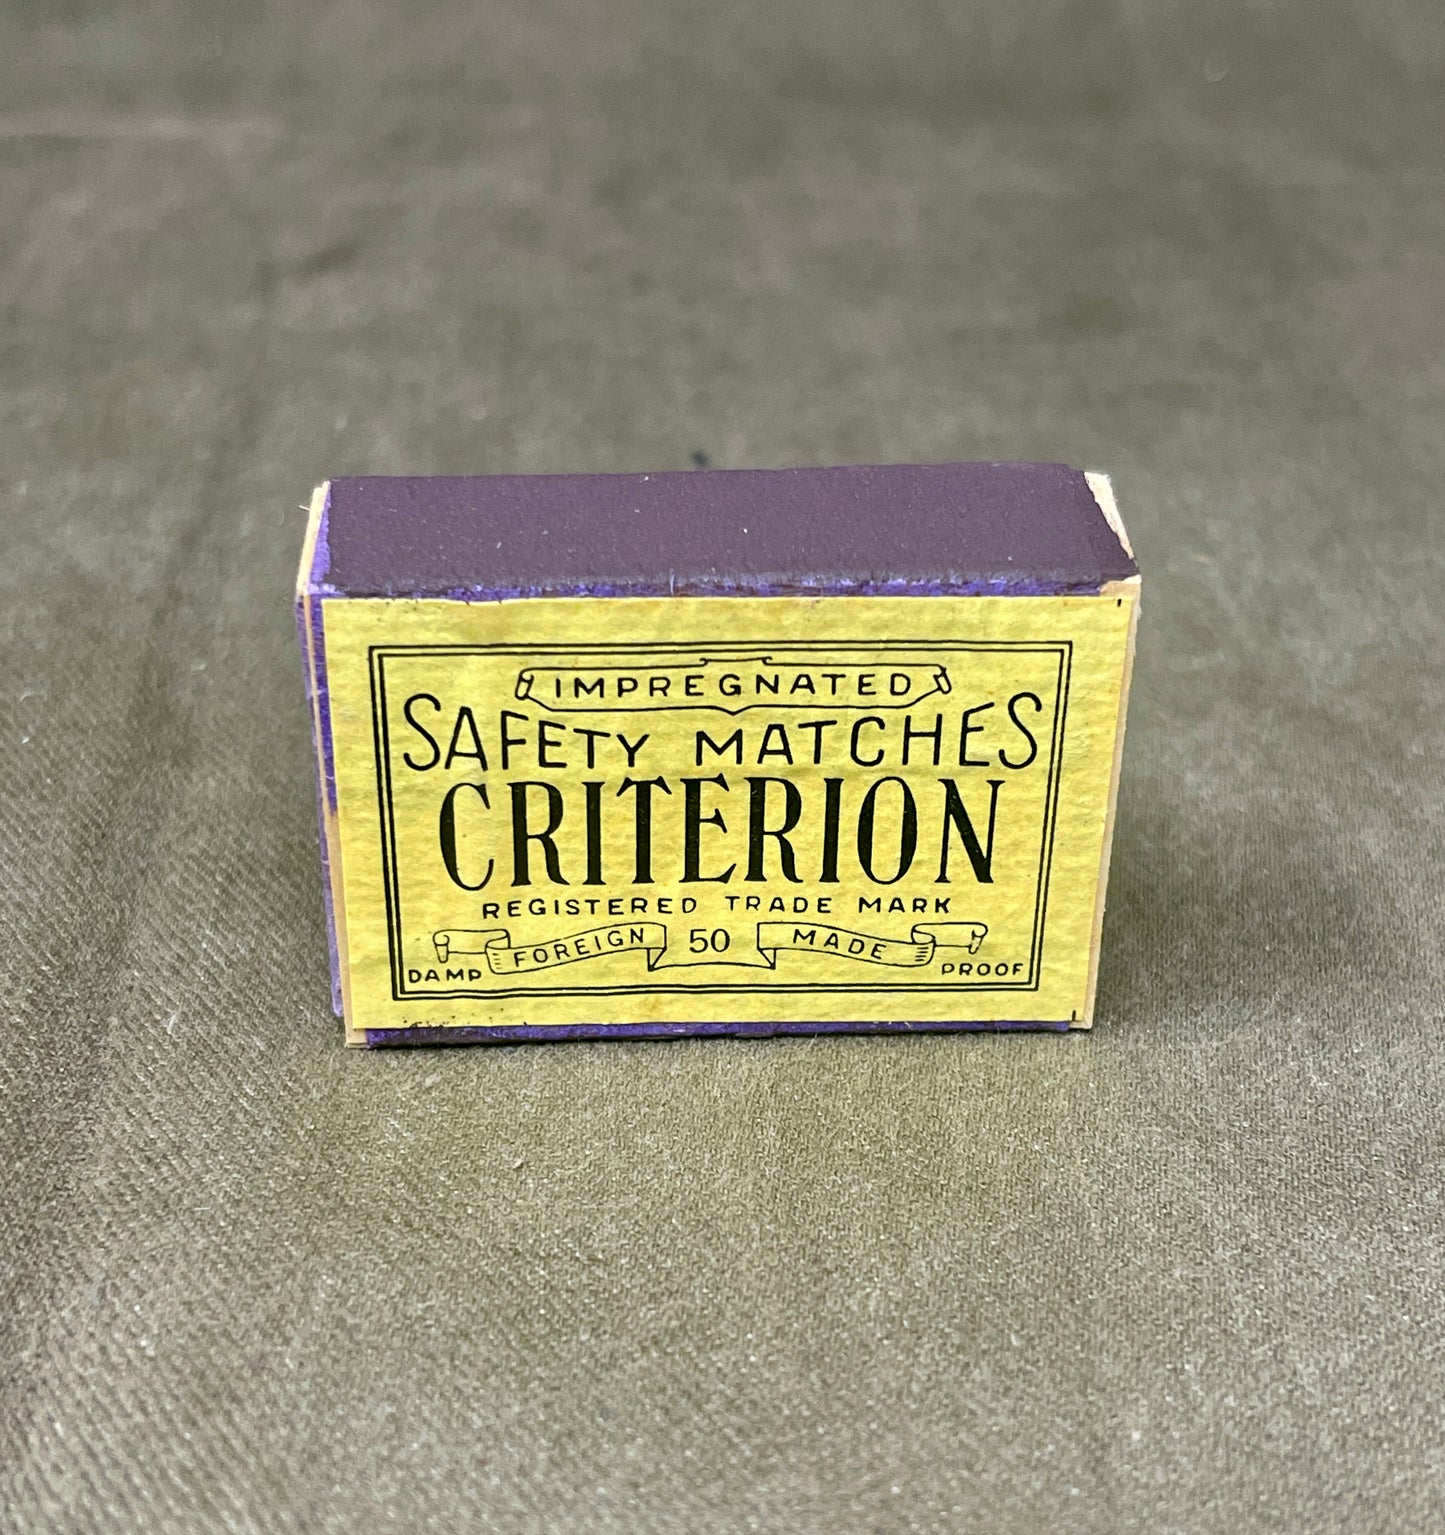 IMPREGNATED
SAFETY MATCHES
CRITERION
REGISTERED TRADE MARK
FOREIGN 50 MADE
DAMP PROOF